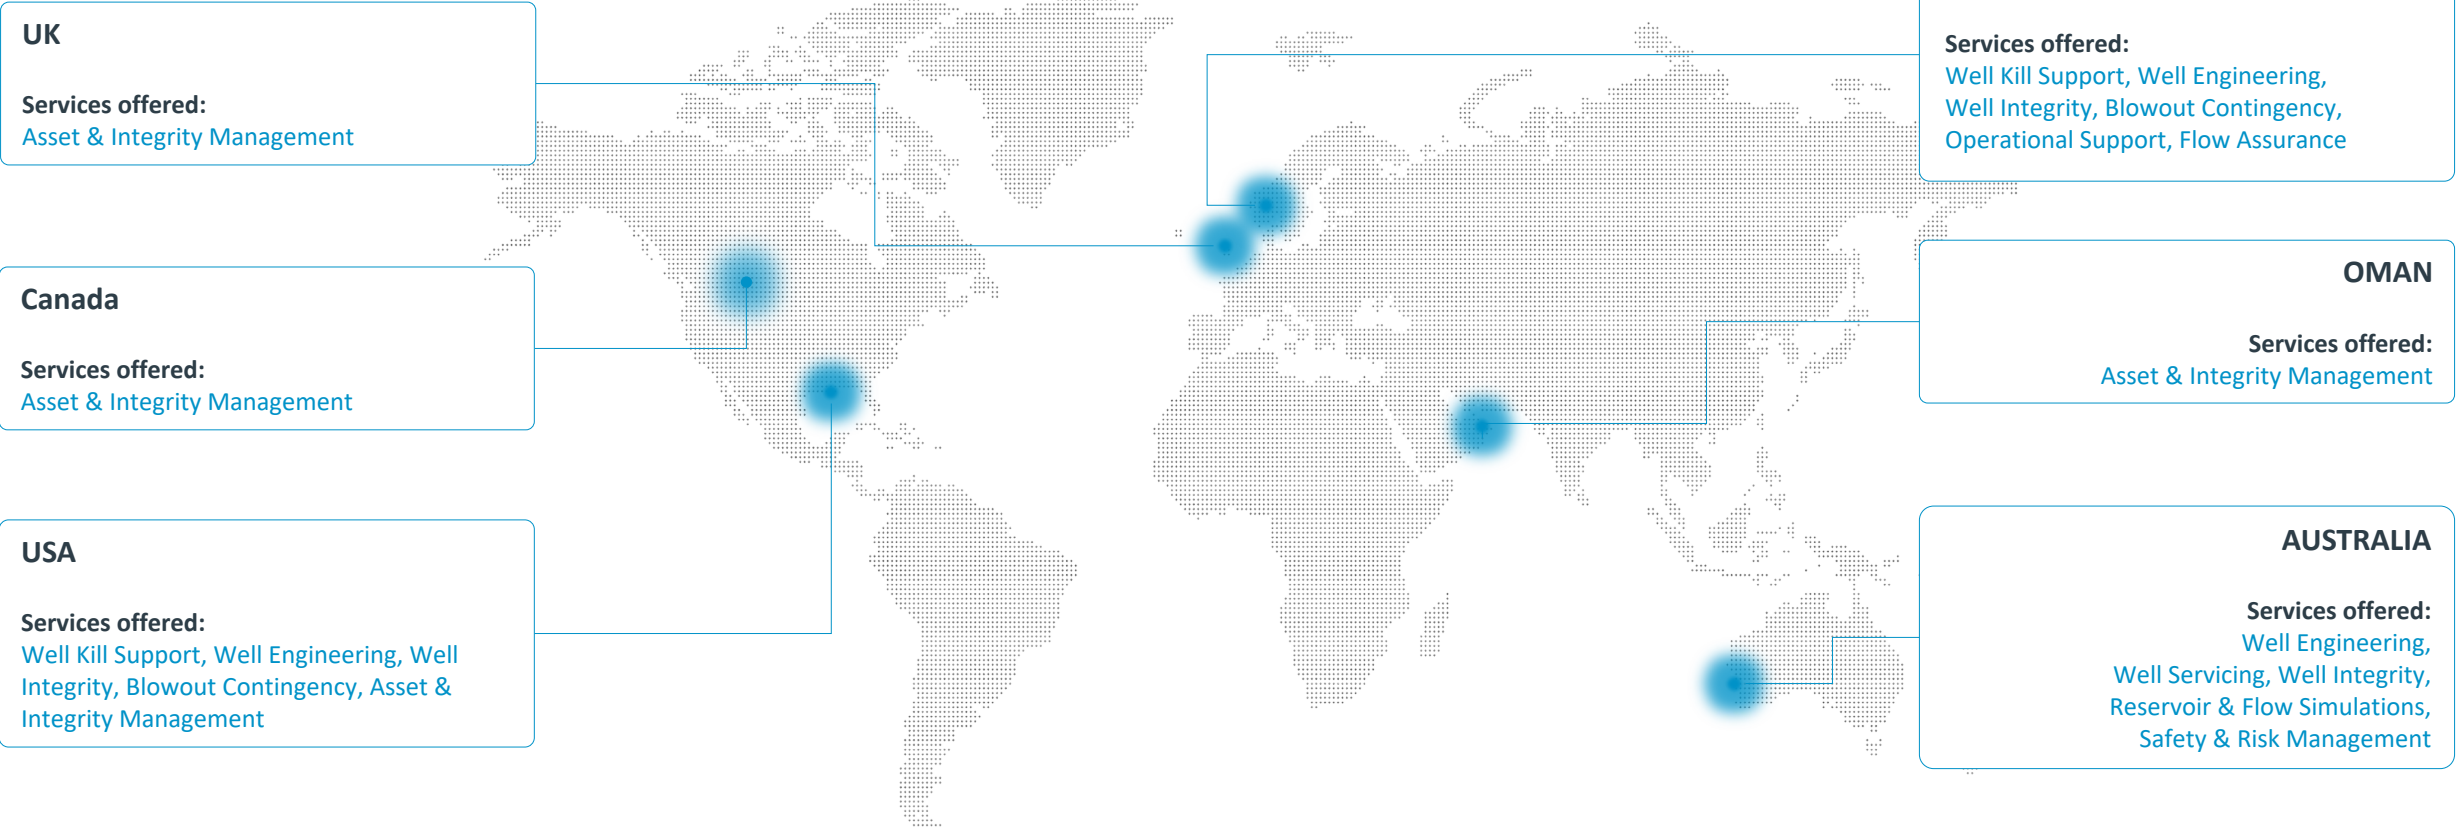 UK
Services offered:
Asset & Integrity Management
Services offered:
Well Kill Support, Well Engineering,
Well Integrity, Blowout Contingency,
Operational Support, Flow Assurance
Canada
Services offered:
Asset & Integrity Management
OMAN
Services offered:
Asset & Integrity Management
USA
Services offered:
Well Kill Support, Well Engineering, Well
Integrity, Blowout Contingency, Asset &
Integrity Management
AUSTRALIA
Services offered:
Well Engineering,
Well Servicing, Well Integrity,
Reservoir & Flow Simulations,
Safety & Risk Management